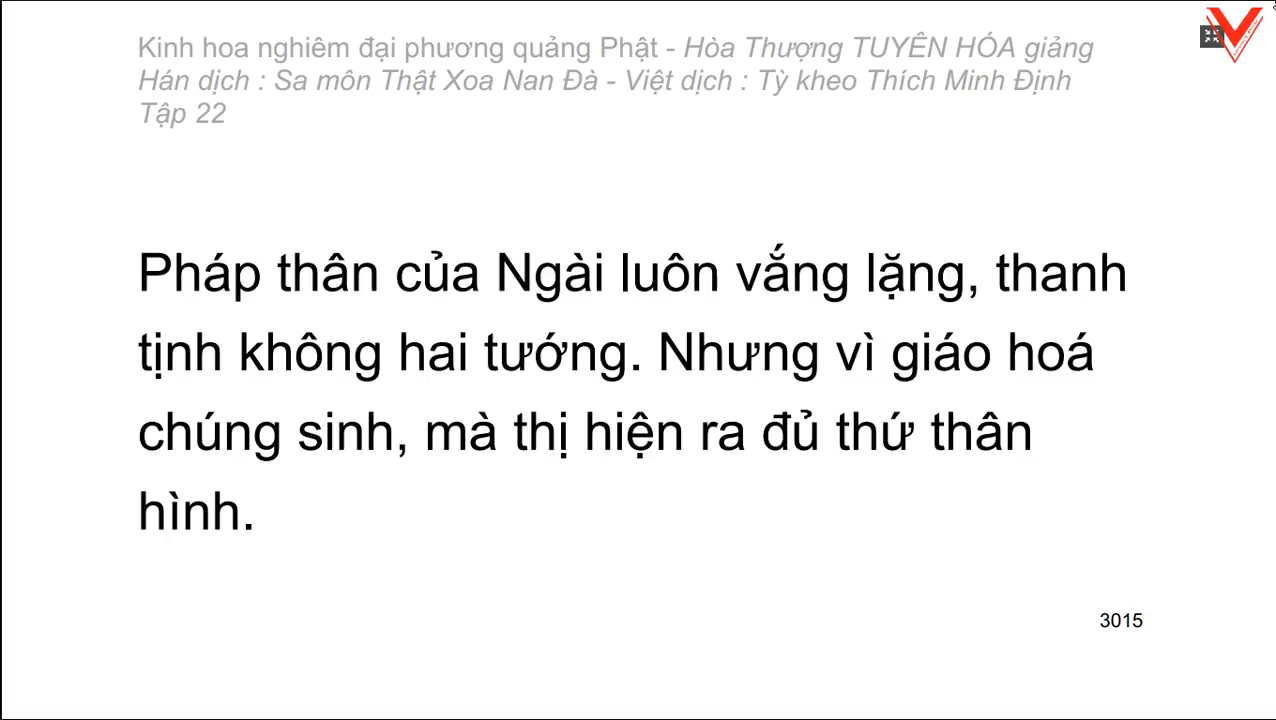 Kinh hoa nghiêm đại phương quảng Phật - Hòa Thượng TUYÊN HÓA giảng
Hán dịch : Sa môn Thật Xoa Nan Đà - Việt dịch : Tỳ kheo Thích Minh Định
Tập 22
Pháp thân của Ngài luôn vắng lặng, thanh
tịnh không hai tướng. Nhưng vì giáo hoá
chúng sinh, mà thị hiện ra đủ thứ thân
hình.
3015